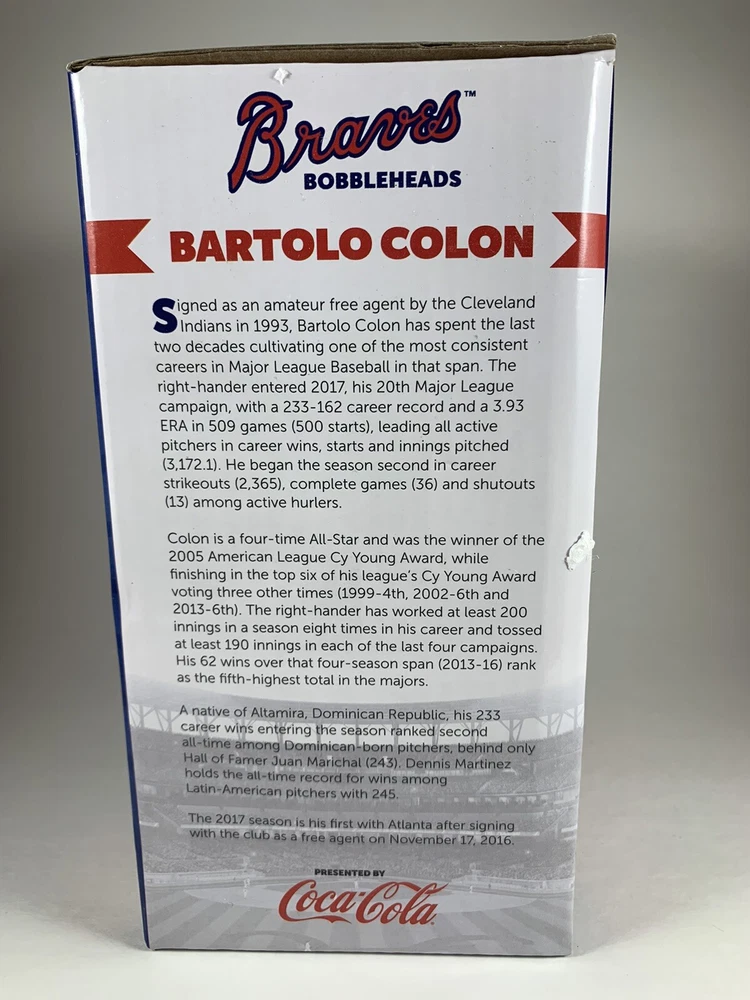 Braves™
BOBBLEHEADS
BARTOLO COLON
Signed as an amateur free agent by the Cleveland
Indians in 1993, Bartolo Colon has spent the last
two decades cultivating one of the most consistent
careers in Major League Baseball in that span. The
right-hander entered 2017, his 20th Major League
campaign, with a 233-162 career record and a 3.93
ERA in 509 games (500 starts), leading all active
pitchers in career wins, starts and innings pitched
(3,172.1). He began the season second in career
strikeouts (2,365), complete games (36) and shutouts
(13) among active hurlers.
Colon is a four-time All-Star and was the winner of the
2005 American League Cy Young Award, while
finishing in the top six of his league's Cy Young Award
voting three other times (1999-4th, 2002-6th and
2013-6th). The right-hander has worked at least 200
innings in a season eight times in his career and tossed
at least 190 innings in each of the last four campaigns.
His 62 wins over that four-season span (2013-16) rank
as the fifth-highest total in the majors.
A native of Altamira, Dominican Republic, his 233
career wins entering the season ranked second
all-time among Dominican-born pitchers, behind only
Hall of Famer Juan Marichal (243). Dennis Martinez
holds the all-time record for wins among
Latin-American pitchers with 245.
The 2017 season is his first with Atlanta after signing
with the club as a free agent on November 17, 2016.
PRESENTED BY
Coca-Cola